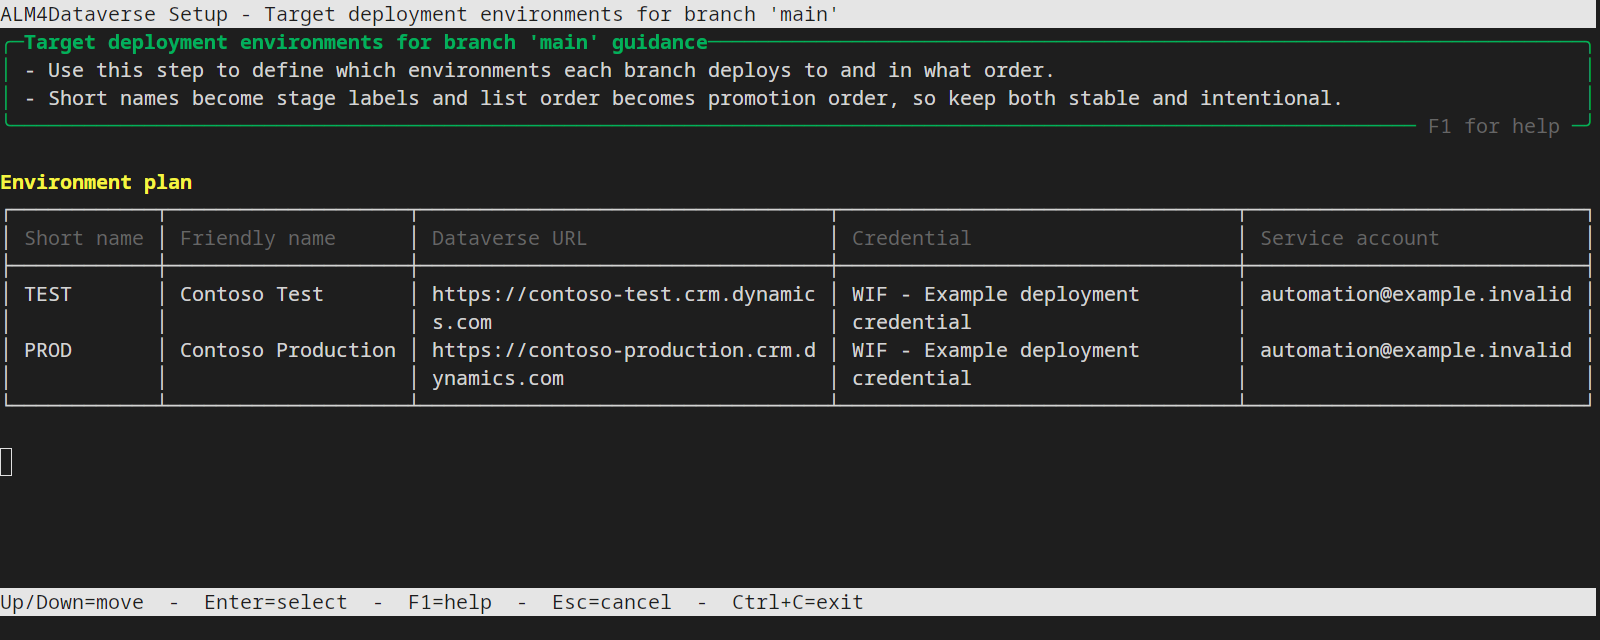 ALM4Dataverse Setup - Target deployment environments for branch 'main'
Target deployment environments for branch 'main' guidance
- Use this step to define which environments each branch deploys to and in what order.
- Short names become stage labels and list order becomes promotion order, so keep both stable and intentional.
F1 for help
Environment plan
Short name Friendly name Dataverse URL Credential Service account
TEST Contoso Test https://contoso-test.crm.dynamic WIF - Example deployment automation@example.invalid
s.com credential
PROD Contoso Production https://contoso-production.crm.d WIF - Example deployment automation@example.invalid
ynamics.com credential
Up/Down=move - Enter=select - F1=help - Esc=cancel - Ctrl+C=exit